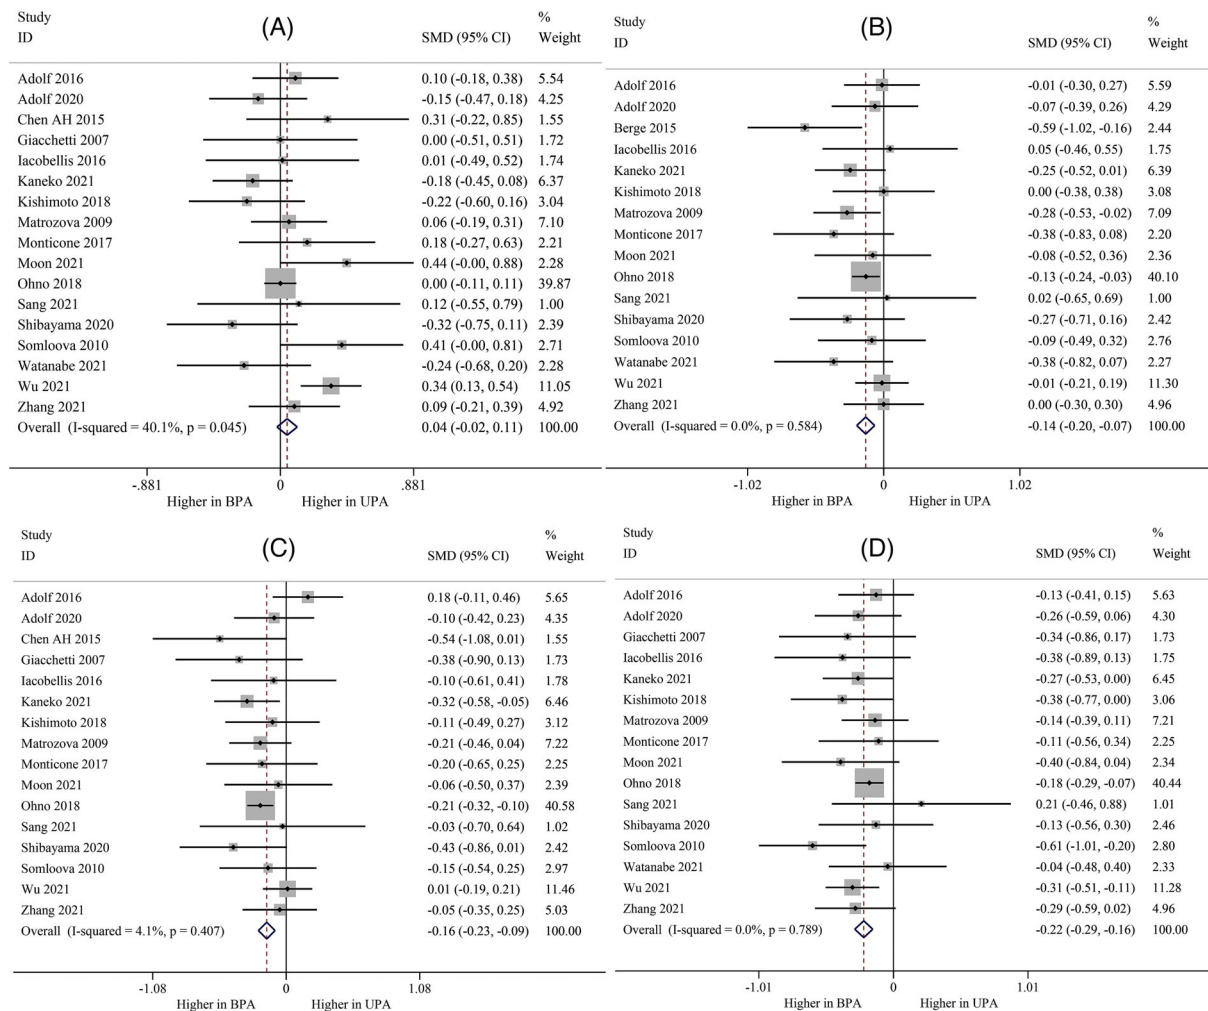 (A)
Study %
ID SMD (95% CI) Weight
Adolf 2016 0.10 (-0.18, 0.38) 5.54
Adolf 2020 -0.15 (-0.47, 0.18) 4.25
Chen AH 2015 0.31 (-0.22, 0.85) 1.55
Giacchetti 2007 0.00 (-0.51, 0.51) 1.72
Iacobellis 2016 0.01 (-0.49, 0.52) 1.74
Kaneko 2021 -0.18 (-0.45, 0.08) 6.37
Kishimoto 2018 -0.22 (-0.60, 0.16) 3.04
Matrozova 2009 0.06 (-0.19, 0.31) 7.10
Monticone 2017 0.18 (-0.27, 0.63) 2.21
Moon 2021 0.44 (-0.00, 0.88) 2.28
Ohno 2018 0.00 (-0.11, 0.11) 39.87
Sang 2021 0.12 (-0.55, 0.79) 1.00
Shibayama 2020 -0.32 (-0.75, 0.11) 2.39
Somloova 2010 0.41 (-0.00, 0.81) 2.71
Watanabe 2021 -0.24 (-0.68, 0.20) 2.28
Wu 2021 0.34 (0.13, 0.54) 11.05
Zhang 2021 0.09 (-0.21, 0.39) 4.92
Overall (I-squared = 40.1%, p = 0.045) 0.04 (-0.02, 0.11) 100.00
-.881 0 .881
Higher in BPA Higher in UPA
(B)
Study %
ID SMD (95% CI) Weight
Adolf 2016 -0.01 (-0.30, 0.27) 5.59
Adolf 2020 -0.07 (-0.39, 0.26) 4.29
Berge 2015 -0.59 (-1.02, -0.16) 2.44
Iacobellis 2016 0.05 (-0.46, 0.55) 1.75
Kaneko 2021 -0.25 (-0.52, 0.01) 6.39
Kishimoto 2018 0.00 (-0.38, 0.38) 3.08
Matrozova 2009 -0.28 (-0.53, -0.02) 7.09
Monticone 2017 -0.38 (-0.83, 0.08) 2.20
Moon 2021 -0.08 (-0.52, 0.36) 2.36
Ohno 2018 -0.13 (-0.24, -0.03) 40.10
Sang 2021 0.02 (-0.65, 0.69) 1.00
Shibayama 2020 -0.27 (-0.71, 0.16) 2.42
Somloova 2010 -0.09 (-0.49, 0.32) 2.76
Watanabe 2021 -0.38 (-0.82, 0.07) 2.27
Wu 2021 -0.01 (-0.21, 0.19) 11.30
Zhang 2021 0.00 (-0.30, 0.30) 4.96
Overall (I-squared = 0.0%, p = 0.584) -0.14 (-0.20, -0.07) 100.00
-1.02 0 1.02
Higher in BPA Higher in UPA
(C)
Study %
ID SMD (95% CI) Weight
Adolf 2016 0.18 (-0.11, 0.46) 5.65
Adolf 2020 -0.10 (-0.42, 0.23) 4.35
Chen AH 2015 -0.54 (-1.08, 0.01) 1.55
Giacchetti 2007 -0.38 (-0.90, 0.13) 1.73
Iacobellis 2016 -0.10 (-0.61, 0.41) 1.78
Kaneko 2021 -0.32 (-0.58, -0.05) 6.46
Kishimoto 2018 -0.11 (-0.49, 0.27) 3.12
Matrozova 2009 -0.21 (-0.46, 0.04) 7.22
Monticone 2017 -0.20 (-0.65, 0.25) 2.25
Moon 2021 -0.06 (-0.50, 0.37) 2.39
Ohno 2018 -0.21 (-0.32, -0.10) 40.58
Sang 2021 -0.03 (-0.70, 0.64) 1.02
Shibayama 2020 -0.43 (-0.86, 0.01) 2.42
Somloova 2010 -0.15 (-0.54, 0.25) 2.97
Wu 2021 0.01 (-0.19, 0.21) 11.46
Zhang 2021 -0.05 (-0.35, 0.25) 5.03
Overall (I-squared = 4.1%, p = 0.407) -0.16 (-0.23, -0.09) 100.00
-1.08 0 1.08
Higher in BPA Higher in UPA
(D)
Study %
ID SMD (95% CI) Weight
Adolf 2016 -0.13 (-0.41, 0.15) 5.63
Adolf 2020 -0.26 (-0.59, 0.06) 4.30
Giacchetti 2007 -0.34 (-0.86, 0.17) 1.73
Iacobellis 2016 -0.38 (-0.89, 0.13) 1.75
Kaneko 2021 -0.27 (-0.53, 0.00) 6.45
Kishimoto 2018 -0.38 (-0.77, 0.00) 3.06
Matrozova 2009 -0.14 (-0.39, 0.11) 7.21
Monticone 2017 -0.11 (-0.56, 0.34) 2.25
Moon 2021 -0.40 (-0.84, 0.04) 2.34
Ohno 2018 -0.18 (-0.29, -0.07) 40.44
Sang 2021 0.21 (-0.46, 0.88) 1.01
Shibayama 2020 -0.13 (-0.56, 0.30) 2.46
Somloova 2010 -0.61 (-1.01, -0.20) 2.80
Watanabe 2021 -0.04 (-0.48, 0.40) 2.33
Wu 2021 -0.31 (-0.51, -0.11) 11.28
Zhang 2021 -0.29 (-0.59, 0.02) 4.96
Overall (I-squared = 0.0%, p = 0.789) -0.22 (-0.29, -0.16) 100.00
-1.01 0 1.01
Higher in BPA Higher in UPA